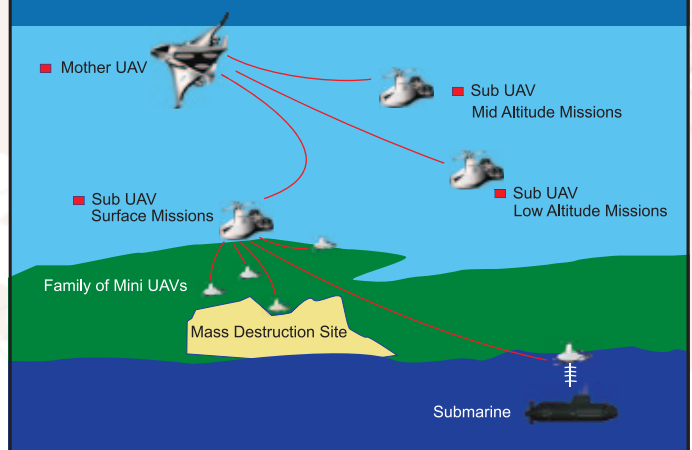 Mother UAV
Sub UAV
Mid Altitude Missions
Sub UAV
Low Altitude Missions
Sub UAV
Surface Missions
Family of Mini UAVs
Mass Destruction Site
Submarine